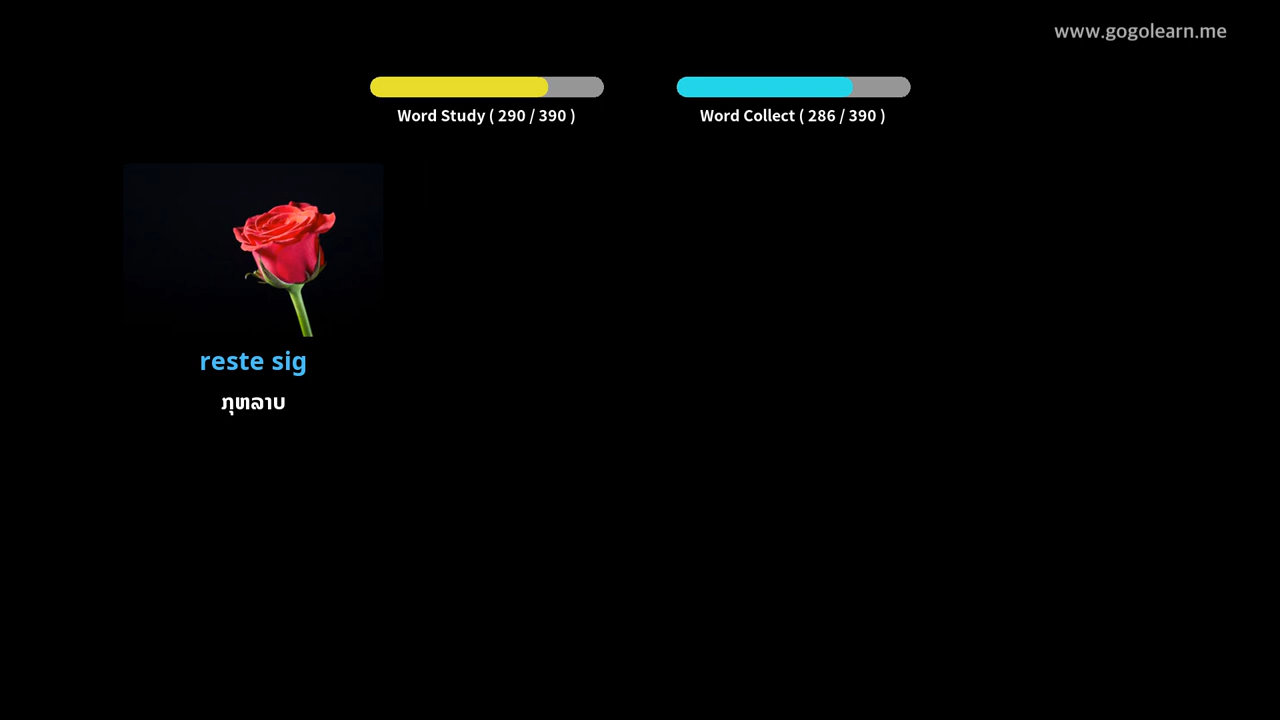 www.gogolearn.me
Word Study ( 290 / 390 )
Word Collect ( 286 / 390 )
reste sig
ກຸຫລາບ